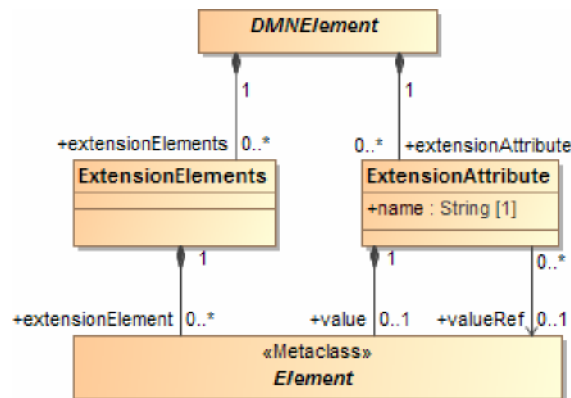 DMNElement
1 1
+extensionElements 0..* 0..* +extensionAttribute
ExtensionElements ExtensionAttribute
+name : String [1]
1 1 0..*
+extensionElement 0..* +value 0..1 +valueRef 0..1
«Metaclass»
Element